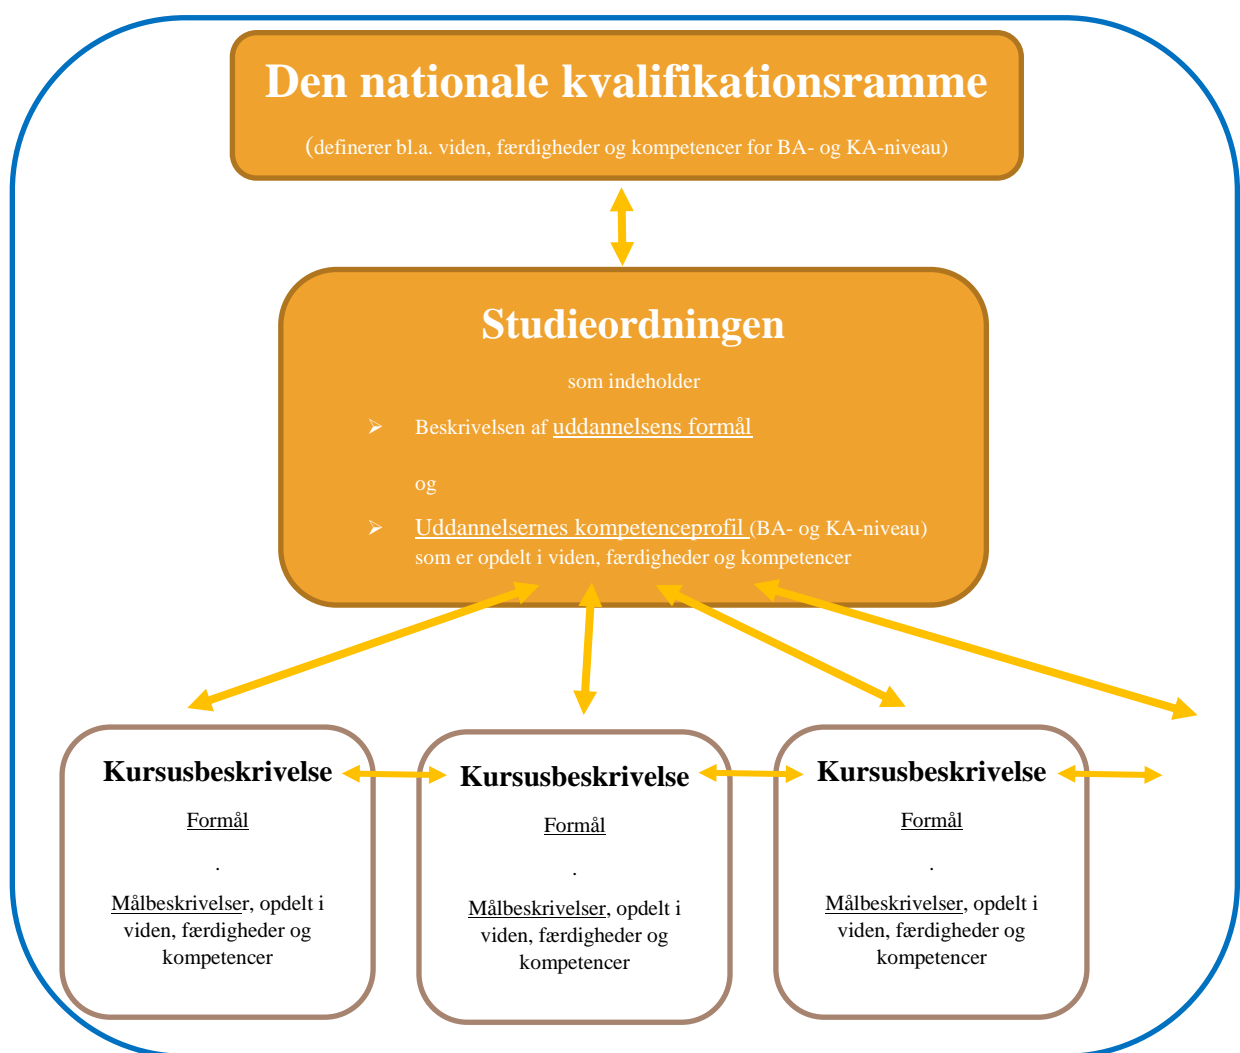 Den nationale kvalifikationsramme
(definerer bl.a. viden, færdigheder og kompetencer for BA- og KA-niveau)
Studieordningen
som indeholder
➢ Beskrivelsen af uddannelsens formål
og
➢ Uddannelsernes kompetenceprofil (BA- og KA-niveau)
som er opdelt i viden, færdigheder og kompetencer
Kursusbeskrivelse
Formål
.
Målbeskrivelser, opdelt i
viden, færdigheder og
kompetencer
Kursusbeskrivelse
Formål
.
Målbeskrivelser, opdelt i
viden, færdigheder og
kompetencer
Kursusbeskrivelse
Formål
.
Målbeskrivelser, opdelt i
viden, færdigheder og
kompetencer